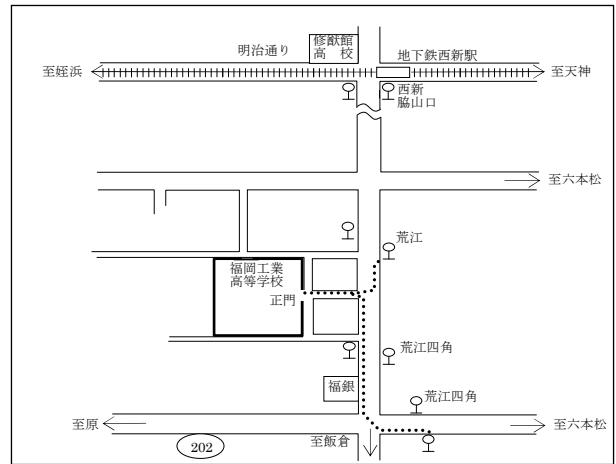 明治通り
修猷館
高　校
地下鉄西新駅
至姪浜
至天神
西新
脇山口
至六本松
荒江
福岡工業
高等学校
正門
荒江四角
福銀
荒江四角
至原
至六本松
202
至飯倉